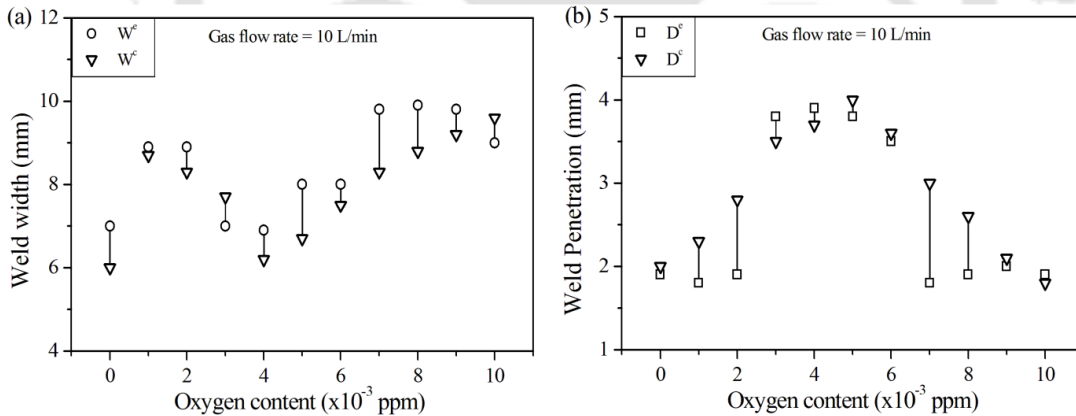 (a)
W^e
W^c
Gas flow rate = 10 L/min
12
10
8
6
4
Weld width (mm)
0 2 4 6 8 10
Oxygen content (x10^-3 ppm)
(b)
D^e
D^c
Gas flow rate = 10 L/min
5
4
3
2
1
Weld Penetration (mm)
0 2 4 6 8 10
Oxygen content (x10^-3 ppm)